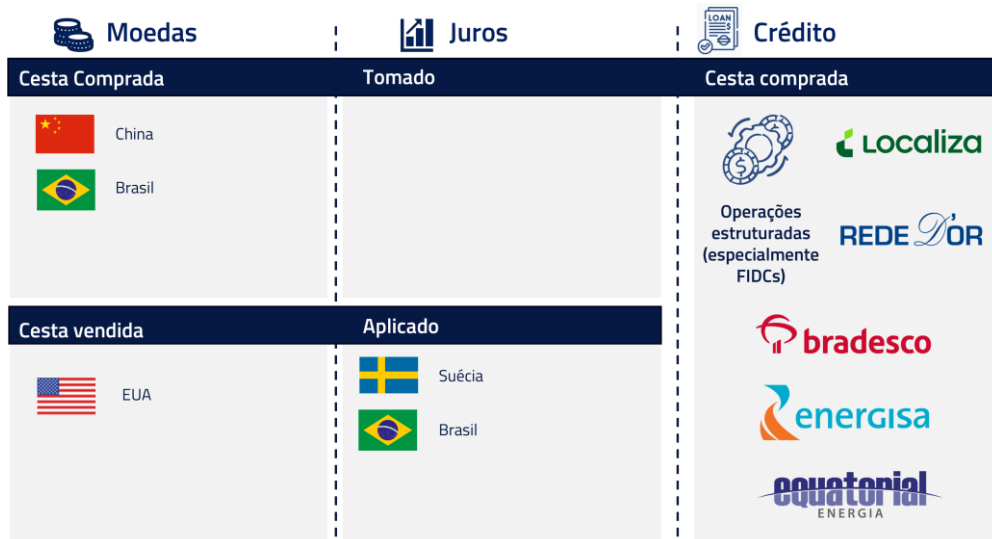 Moedas
Juros
LOAN
Crédito
Cesta Comprada
Tomado
Cesta comprada
China
Brasil
Localiza
Operações
estruturadas
(especialmente
FIDCs)
REDE D'OR
Cesta vendida
Aplicado
bradesco
EUA
Suécia
Brasil
energisa
equatorial
ENERGIA